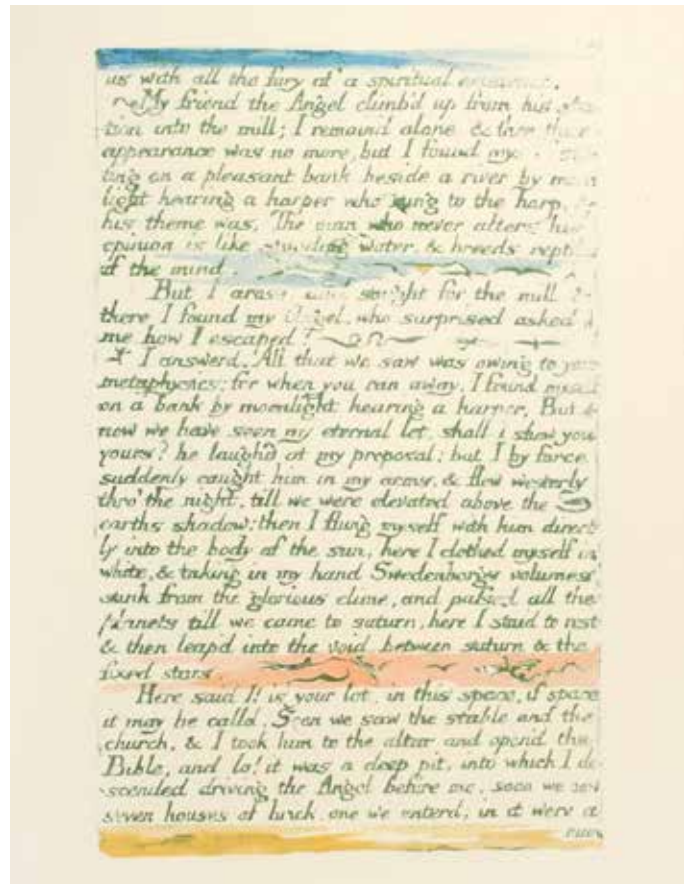 us with all the fury of a spiritual existence.
My friend the Angel climb'd up from his sta-
tion into the mill; I remain'd alone & then this
appearance was no more, but I found myself sit-
ting on a pleasant bank beside a river by moon
light hearing a harper who sung to the harp, &
his theme was, The man who never alters his
opinion is like standing water, & breeds reptiles
of the mind.
But I arose, and sought for the mill &
there I found my Angel, who surprised asked
me how I escaped?
I answerd, All that we saw was owing to your
metaphysics; for when you ran away, I found myself
on a bank by moonlight hearing a harper, But
now we have seen my eternal lot, shall i shew you
yours? he laughd at my proposal; but I by force
suddenly caught him in my arms, & flew westerly
thro' the night, till we were elevated above the
earths shadow: then I flung myself with him direct-
ly into the body of the sun, here I clothed myself in
white, & taking in my hand Swedenborgs volumes
sunk from the glorious clime, and passed all the
planets till we came to saturn, here I staid to rest
& then leap'd into the void between saturn & the
fixed stars.
Here said I! is your lot, in this space, if space
it may be calld, Soon we saw the stable and the
church, & I took him to the altar and opend the
Bible, and lo! it was a deep pit, into which I de-
scended driving the Angel before me, soon we saw
seven houses of brick, one we enterd; in it were a